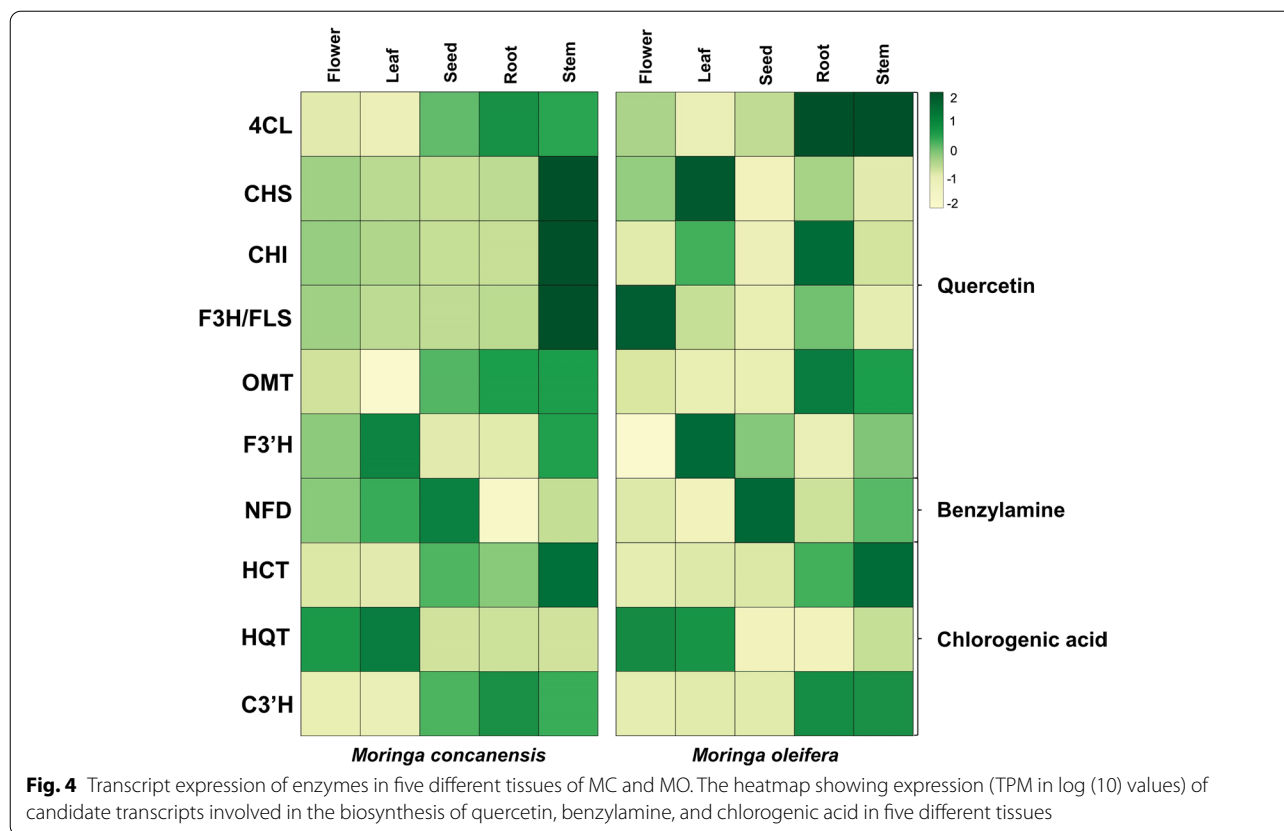 Flower Leaf Seed Root Stem Flower Leaf Seed Root Stem
4CL
CHS
CHI
F3H/FLS
OMT
F3’H
NFD
HCT
HQT
C3’H
2
1
0
-1
-2
Quercetin
Benzylamine
Chlorogenic acid
Moringa concanensis Moringa oleifera
Fig. 4 Transcript expression of enzymes in five different tissues of MC and MO. The heatmap showing expression (TPM in log (10) values) of
candidate transcripts involved in the biosynthesis of quercetin, benzylamine, and chlorogenic acid in five different tissues